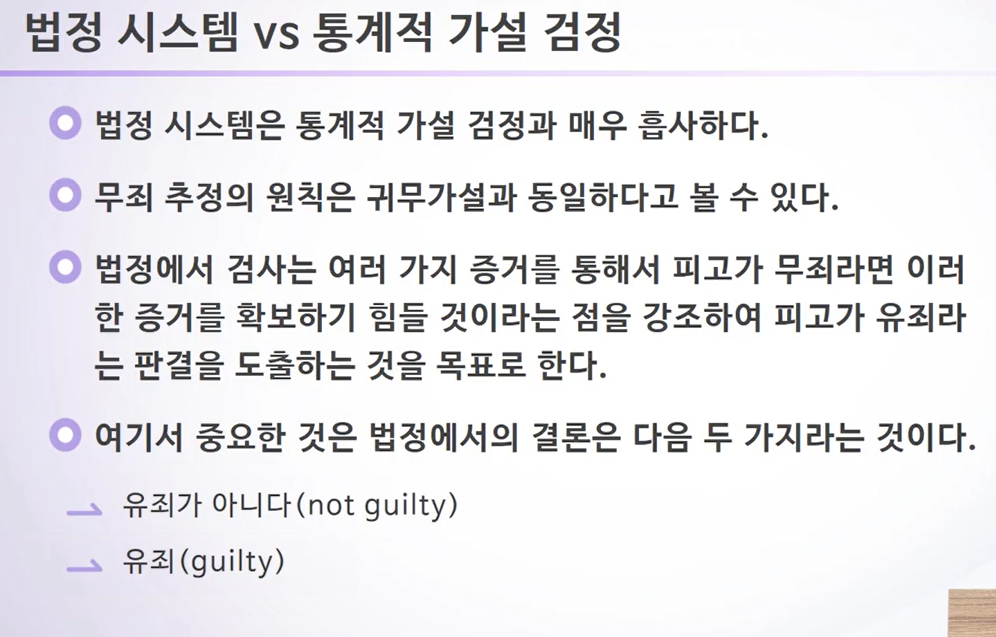 법정 시스템 vs 통계적 가설 검정
법정 시스템은 통계적 가설 검정과 매우 흡사하다.
무죄 추정의 원칙은 귀무가설과 동일하다고 볼 수 있다.
법정에서 검사는 여러 가지 증거를 통해서 피고가 무죄라면 이러
한 증거를 확보하기 힘들 것이라는 점을 강조하여 피고가 유죄라
는 판결을 도출하는 것을 목표로 한다.
여기서 중요한 것은 법정에서의 결론은 다음 두 가지라는 것이다.
유죄가 아니다(not guilty)
유죄(guilty)